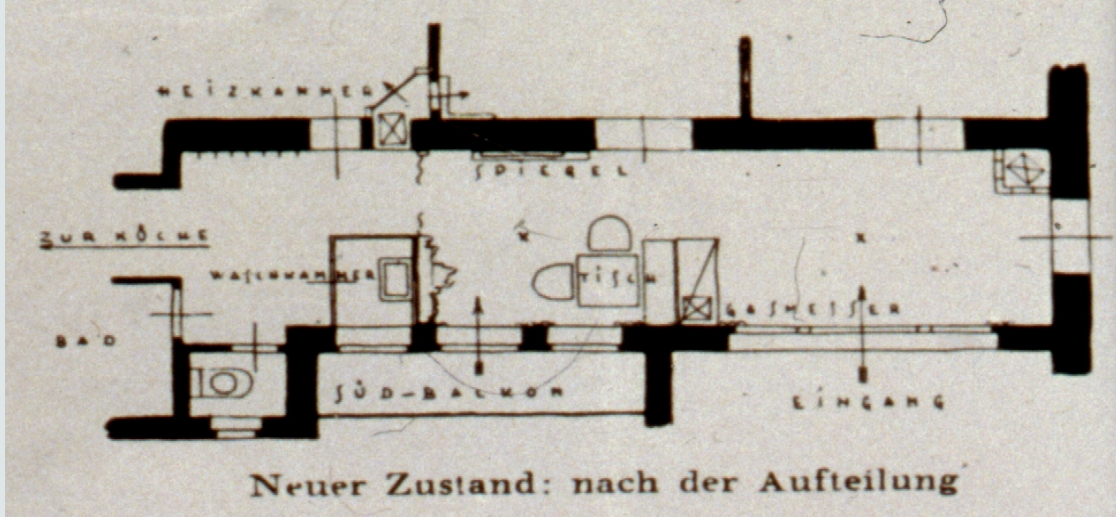 HEIZKAMMER
SPIEGEL
ZUR KÜCHE
WASCHKAMMER
TISCH
GASMESSER
BAD
SÜD-BALKON
EINGANG
Neuer Zustand: nach der Aufteilung